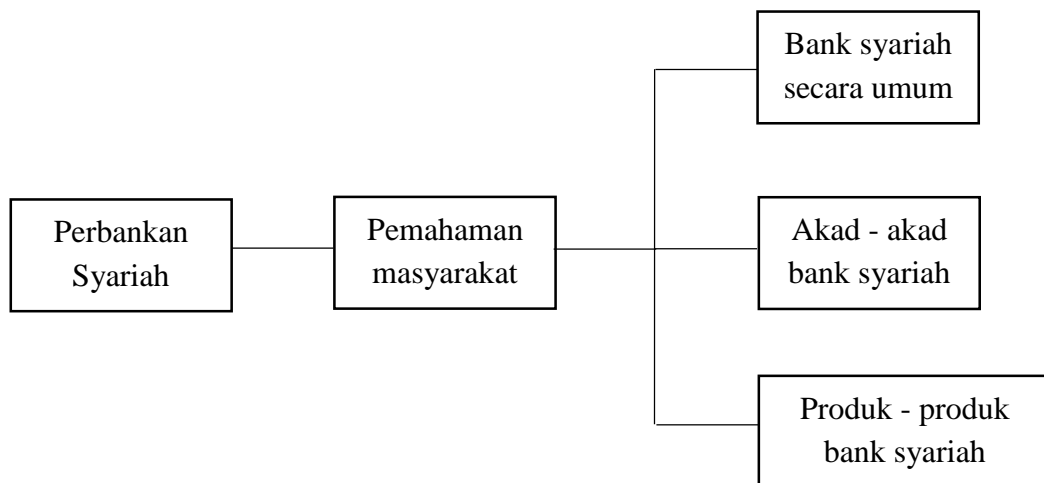 Perbankan
Syariah
Pemahaman
masyarakat
Bank syariah
secara umum
Akad - akad
bank syariah
Produk - produk
bank syariah